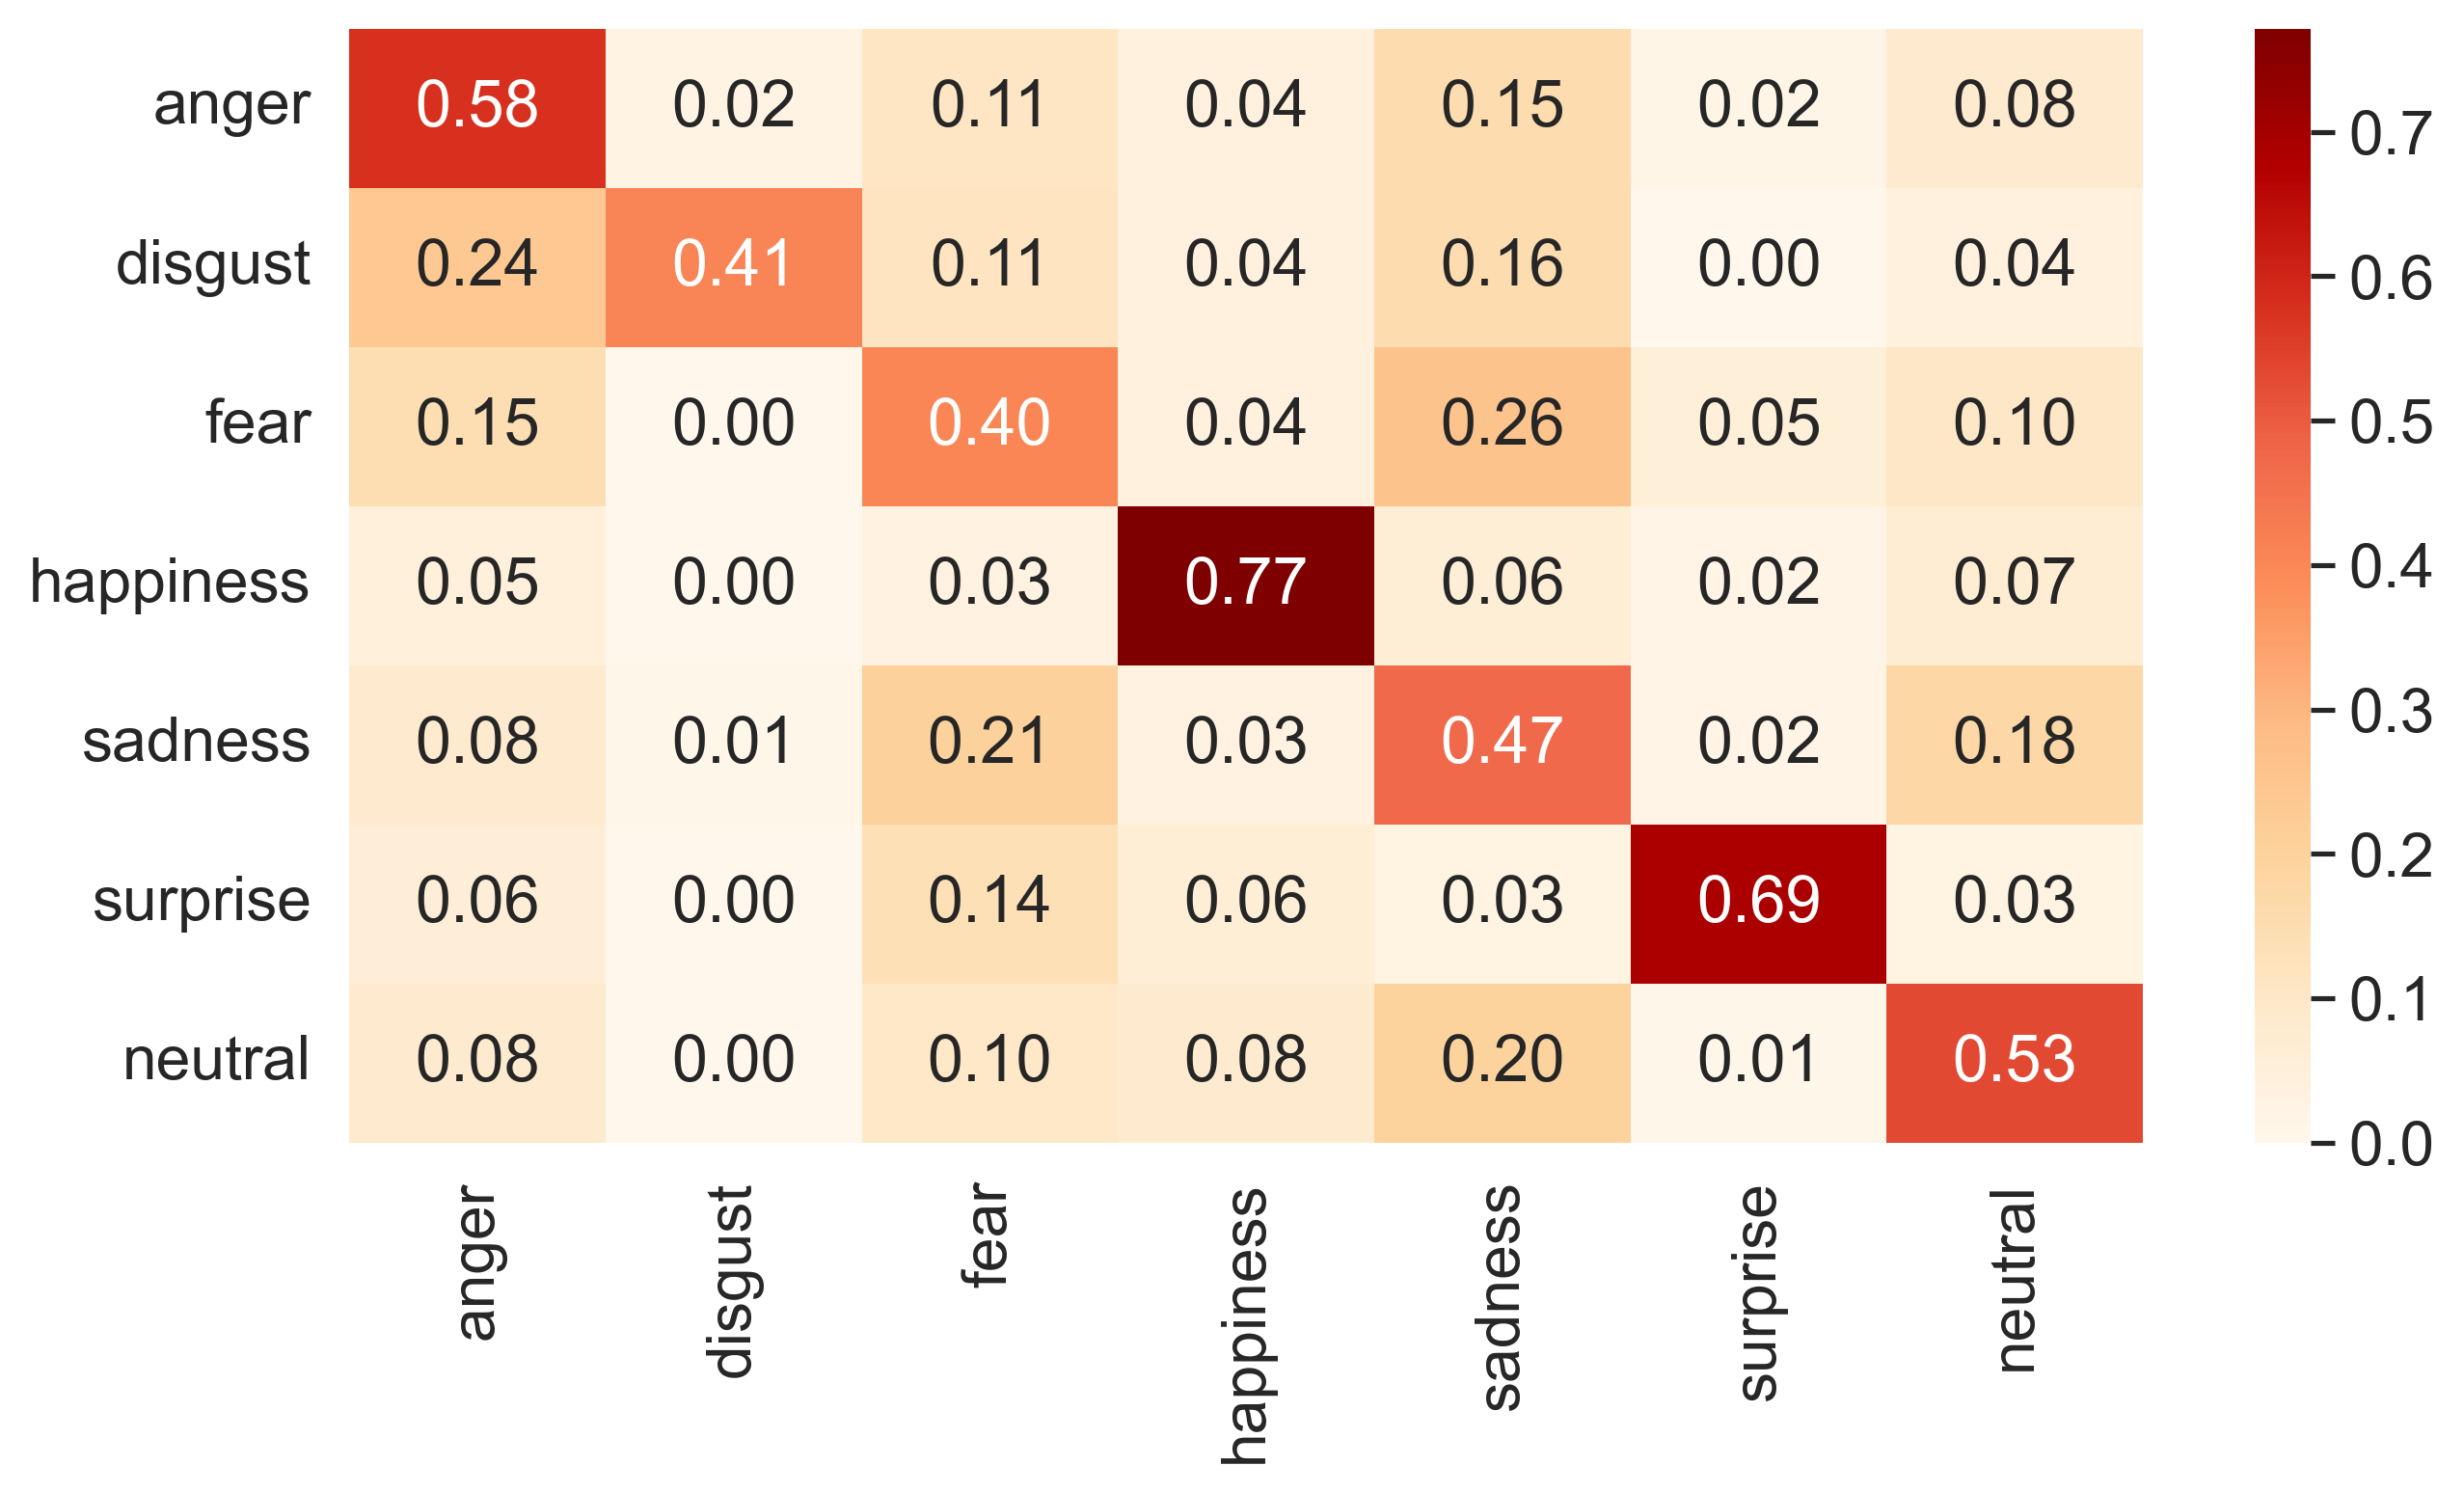 anger 0.58 0.02 0.11 0.04 0.15 0.02 0.08
disgust 0.24 0.41 0.11 0.04 0.16 0.00 0.04
fear 0.15 0.00 0.40 0.04 0.26 0.05 0.10
happiness 0.05 0.00 0.03 0.77 0.06 0.02 0.07
sadness 0.08 0.01 0.21 0.03 0.47 0.02 0.18
surprise 0.06 0.00 0.14 0.06 0.03 0.69 0.03
neutral 0.08 0.00 0.10 0.08 0.20 0.01 0.53
anger disgust fear happiness sadness surprise neutral
0.7
0.6
0.5
0.4
0.3
0.2
0.1
0.0